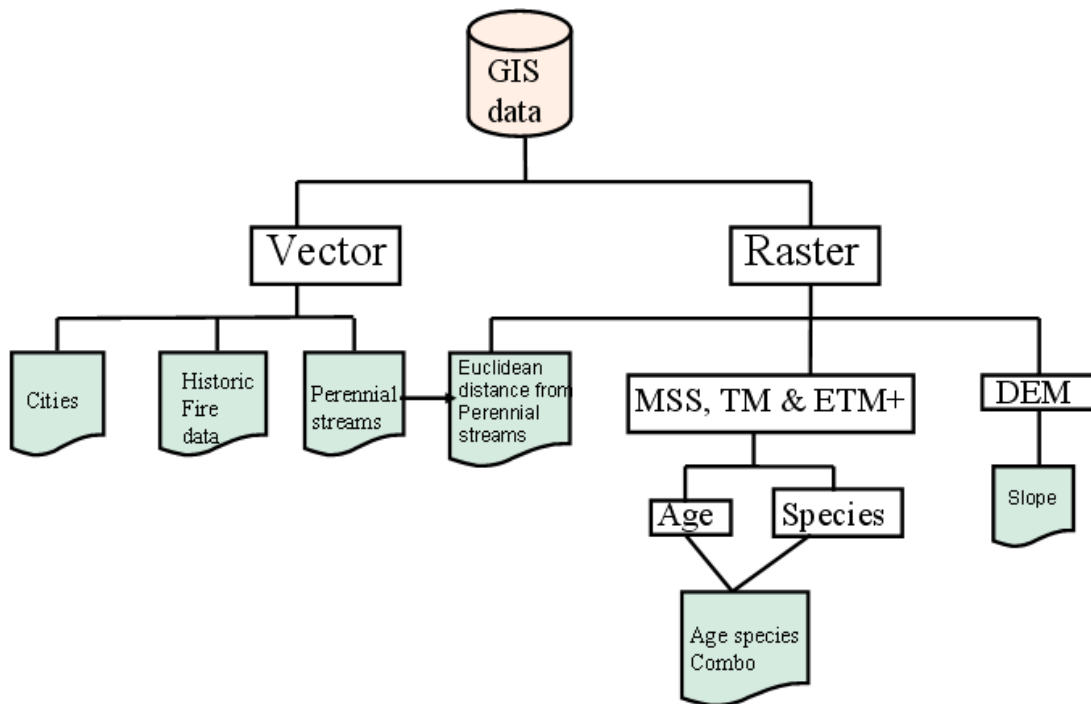 GIS
data
Vector
Raster
Cities
Historic
Fire
data
Perennial
streams
Euclidean
distance from
Perennial
streams
MSS, TM & ETM+
DEM
Age
Species
Slope
Age species
Combo